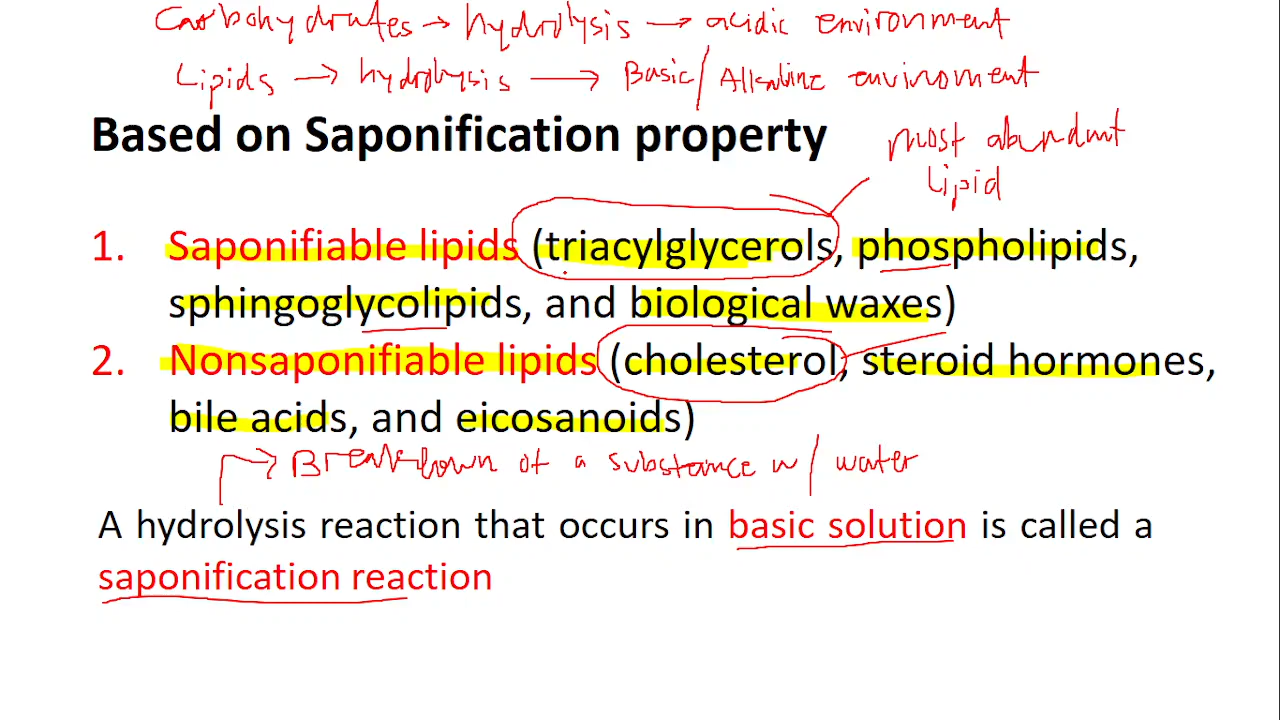 Carbohydrates → hydrolysis → acidic environment
Lipids → hydrolysis → Basic/Alkaline enviroment
Based on Saponification property
most abundant
Lipid
1. Saponifiable lipids (triacylglycerols, phospholipids,
sphingoglycolipids, and biological waxes)
2. Nonsaponifiable lipids (cholesterol, steroid hormones,
bile acids, and eicosanoids)
→ Breakdown of a substance w/ water
A hydrolysis reaction that occurs in basic solution is called a
saponification reaction